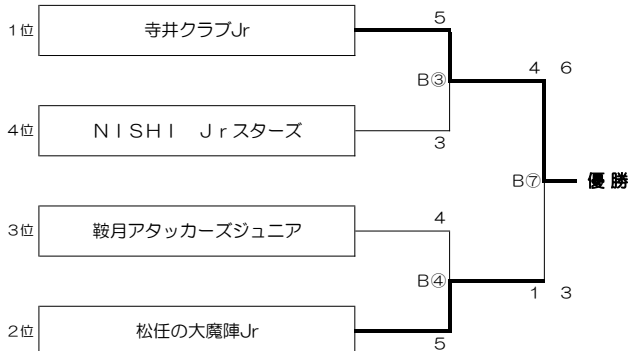 1位 寺井クラブJr
5
B③
4 6
4位 ＮＩＳＨＩ　Ｊｒスターズ
3
B⑦ 優 勝
3位 鞍月アタッカーズジュニア
4
B④
1 3
2位 松任の大魔陣Jr
5